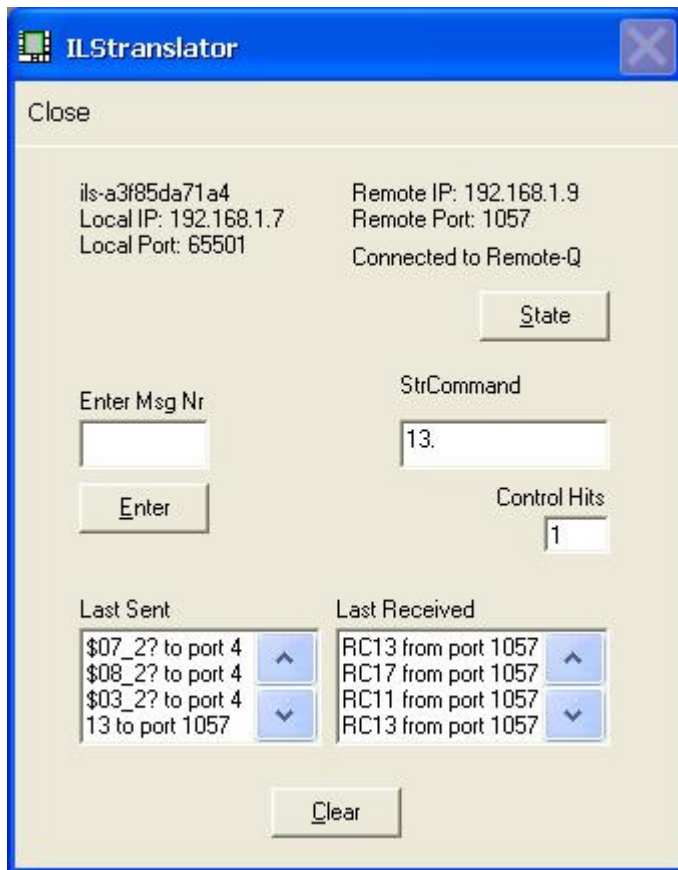 ILStranslator
Close
ils-a3f85da71a4
Local IP: 192.168.1.7
Local Port: 65501
Remote IP: 192.168.1.9
Remote Port: 1057
Connected to Remote-Q
State
Enter Msg Nr
Enter
StrCommand
13.
Control Hits
1
Last Sent
$07_2? to port 4
$08_2? to port 4
$03_2? to port 4
13 to port 1057
Last Received
RC13 from port 1057
RC17 from port 1057
RC11 from port 1057
RC13 from port 1057
Clear